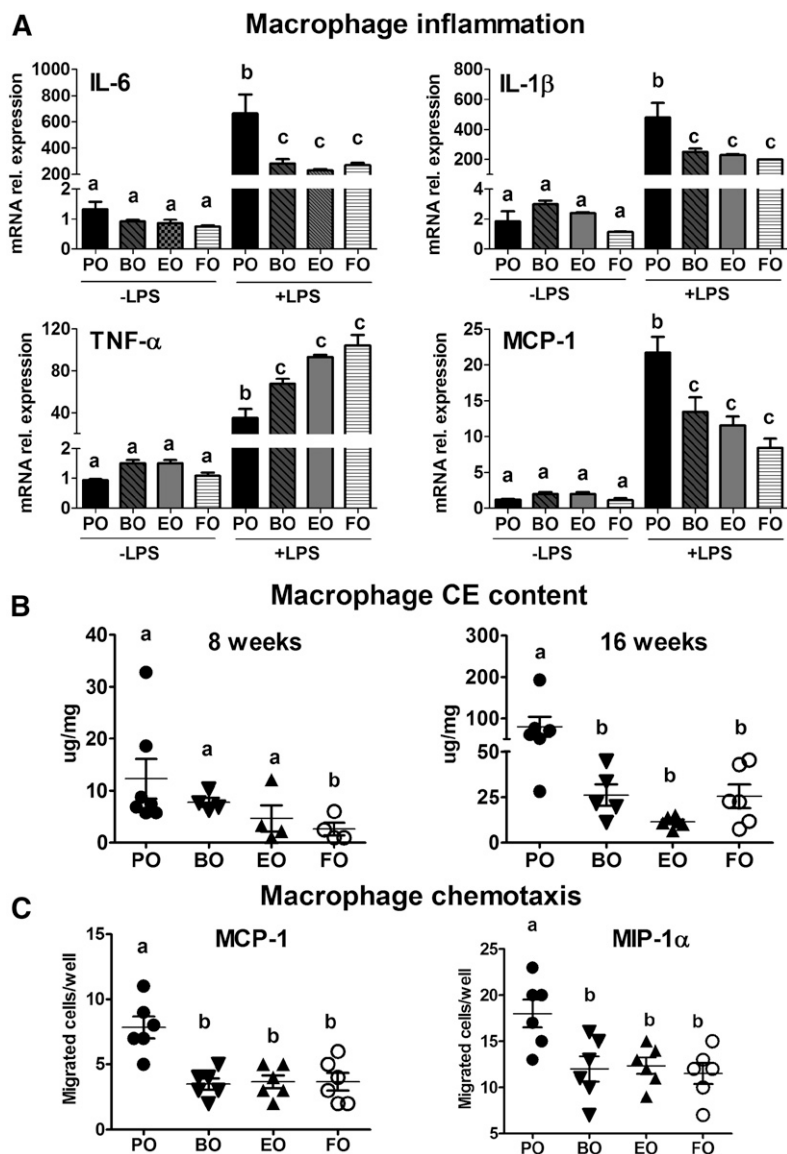 A Macrophage inflammation
IL-6
mRNA rel. expression
1000
800
600
400
200
2
1
0
a a a a b c c c
PO BO EO FO PO BO EO FO
-LPS +LPS
IL-1β
mRNA rel. expression
800
600
400
200
4
2
0
a a a a b c c c
PO BO EO FO PO BO EO FO
-LPS +LPS
TNF-α
mRNA rel. expression
120
80
40
2
1
0
a a a a b c c c
PO BO EO FO PO BO EO FO
-LPS +LPS
MCP-1
mRNA rel. expression
25
20
15
10
5
0
a a a a b c c c
PO BO EO FO PO BO EO FO
-LPS +LPS
B Macrophage CE content
8 weeks
ug/mg
40
30
20
10
0
a a a b
PO BO EO FO
16 weeks
ug/mg
300
200
100
50
25
0
a b b b
PO BO EO FO
C Macrophage chemotaxis
MCP-1
Migrated cells/well
15
10
5
0
a b b b
PO BO EO FO
MIP-1α
Migrated cells/well
25
20
15
10
5
a b b b
PO BO EO FO